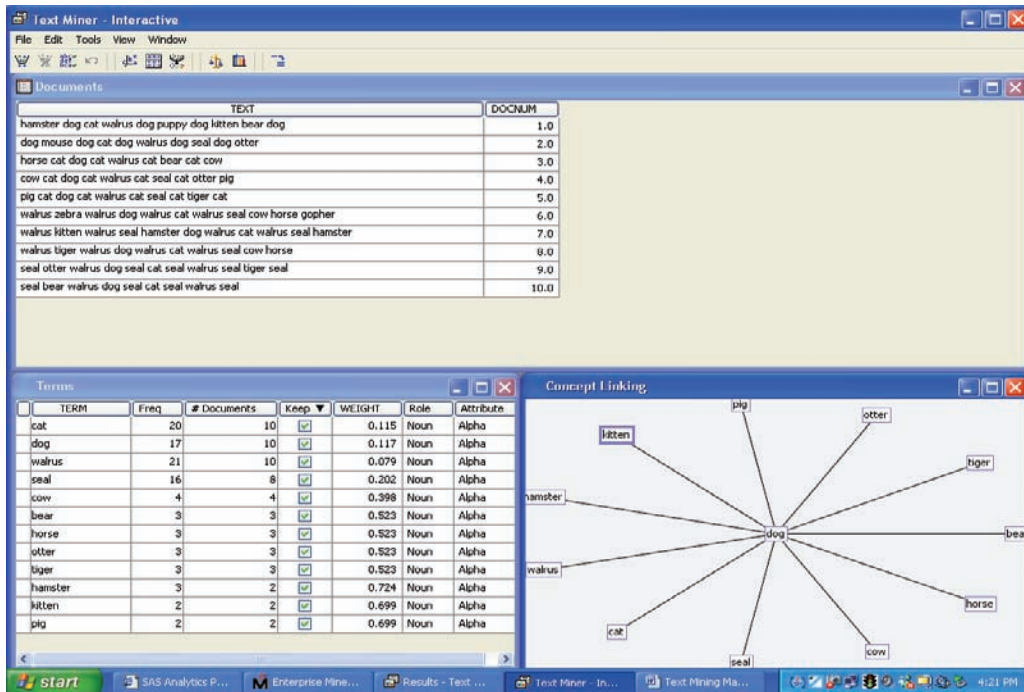 Text Miner - Interactive
File Edit Tools View Window
Documents
TEXT DOCNUM
hamster dog cat walrus dog puppy dog kitten bear dog 1.0
dog mouse dog cat dog walrus dog seal dog otter 2.0
horse cat dog cat walrus cat bear cat cow 3.0
cow cat dog cat walrus cat seal cat otter pig 4.0
pig cat dog cat walrus cat seal cat tiger cat 5.0
walrus zebra walrus dog walrus cat walrus seal cow horse gopher 6.0
walrus kitten walrus seal hamster dog walrus cat walrus seal hamster 7.0
walrus tiger walrus dog walrus cat walrus seal cow horse 8.0
seal otter walrus dog seal cat seal walrus seal tiger seal 9.0
seal bear walrus dog seal cat seal walrus seal 10.0
Terms
TERM Freq # Documents Keep ▼ WEIGHT Role Attribute
cat 20 10 0.115 Noun Alpha
dog 17 10 0.117 Noun Alpha
walrus 21 10 0.079 Noun Alpha
seal 16 8 0.202 Noun Alpha
cow 4 4 0.398 Noun Alpha
bear 3 3 0.523 Noun Alpha
horse 3 3 0.523 Noun Alpha
otter 3 3 0.523 Noun Alpha
tiger 3 3 0.523 Noun Alpha
hamster 3 2 0.724 Noun Alpha
kitten 2 2 0.699 Noun Alpha
pig 2 2 0.699 Noun Alpha
Concept Linking
pig
otter
kitten
tiger
hamster
dog
bea
walrus
horse
cat
cow
seal
start SAS Analytics P... Enterprise Mine... Results - Text ... Text Miner - In... Text Mining Ma... 4:21 PM